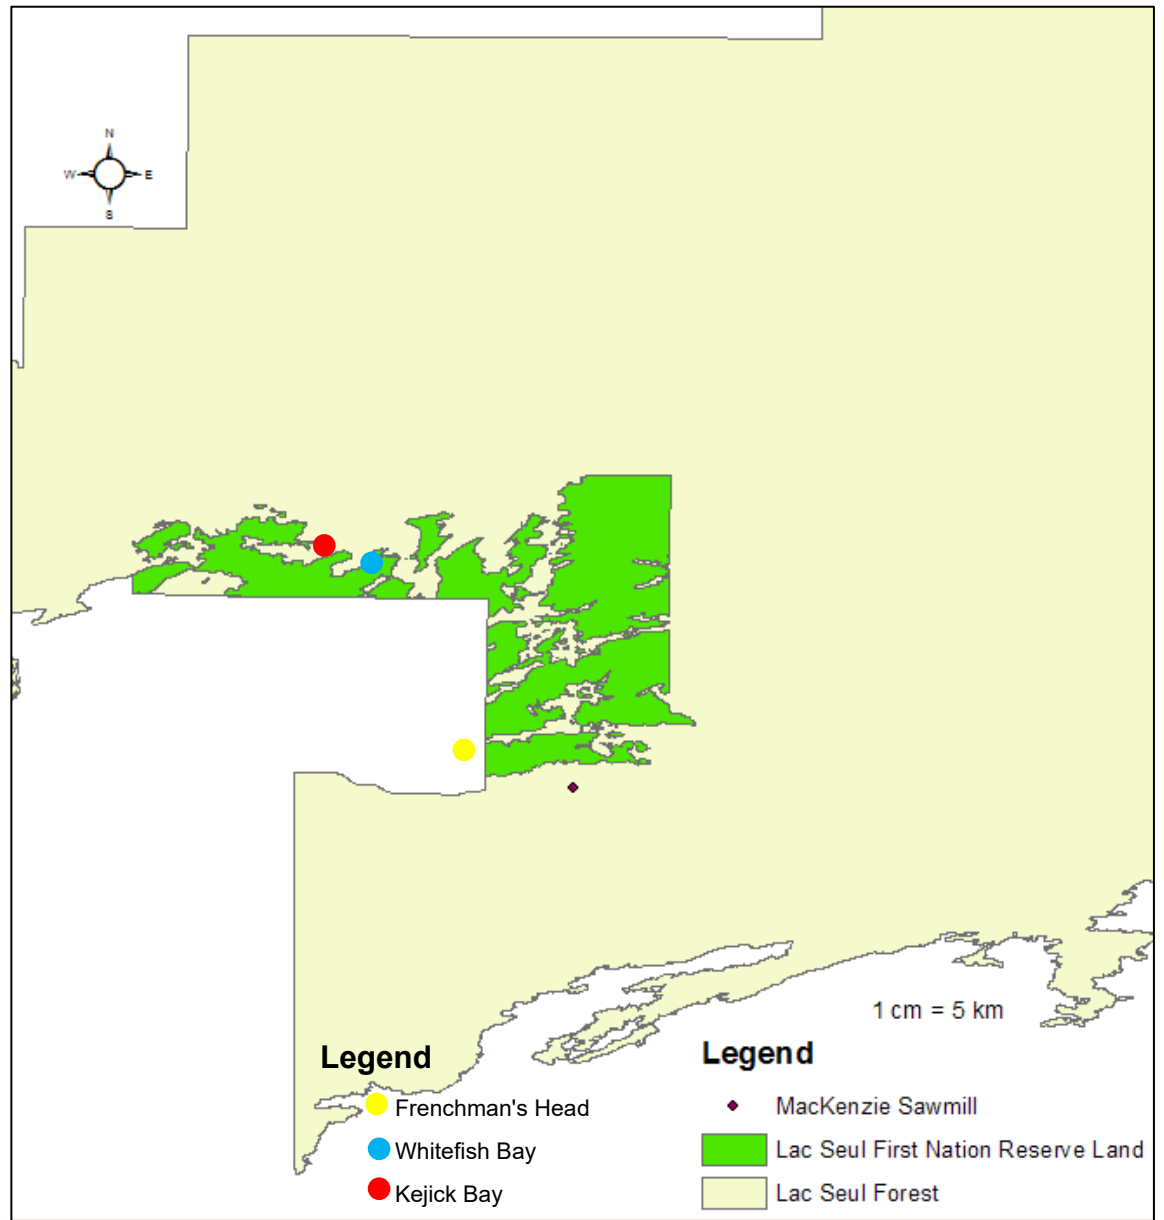 N
W E
S
1 cm = 5 km
Legend
Frenchman's Head
Whitefish Bay
Kejick Bay
Legend
MacKenzie Sawmill
Lac Seul First Nation Reserve Land
Lac Seul Forest